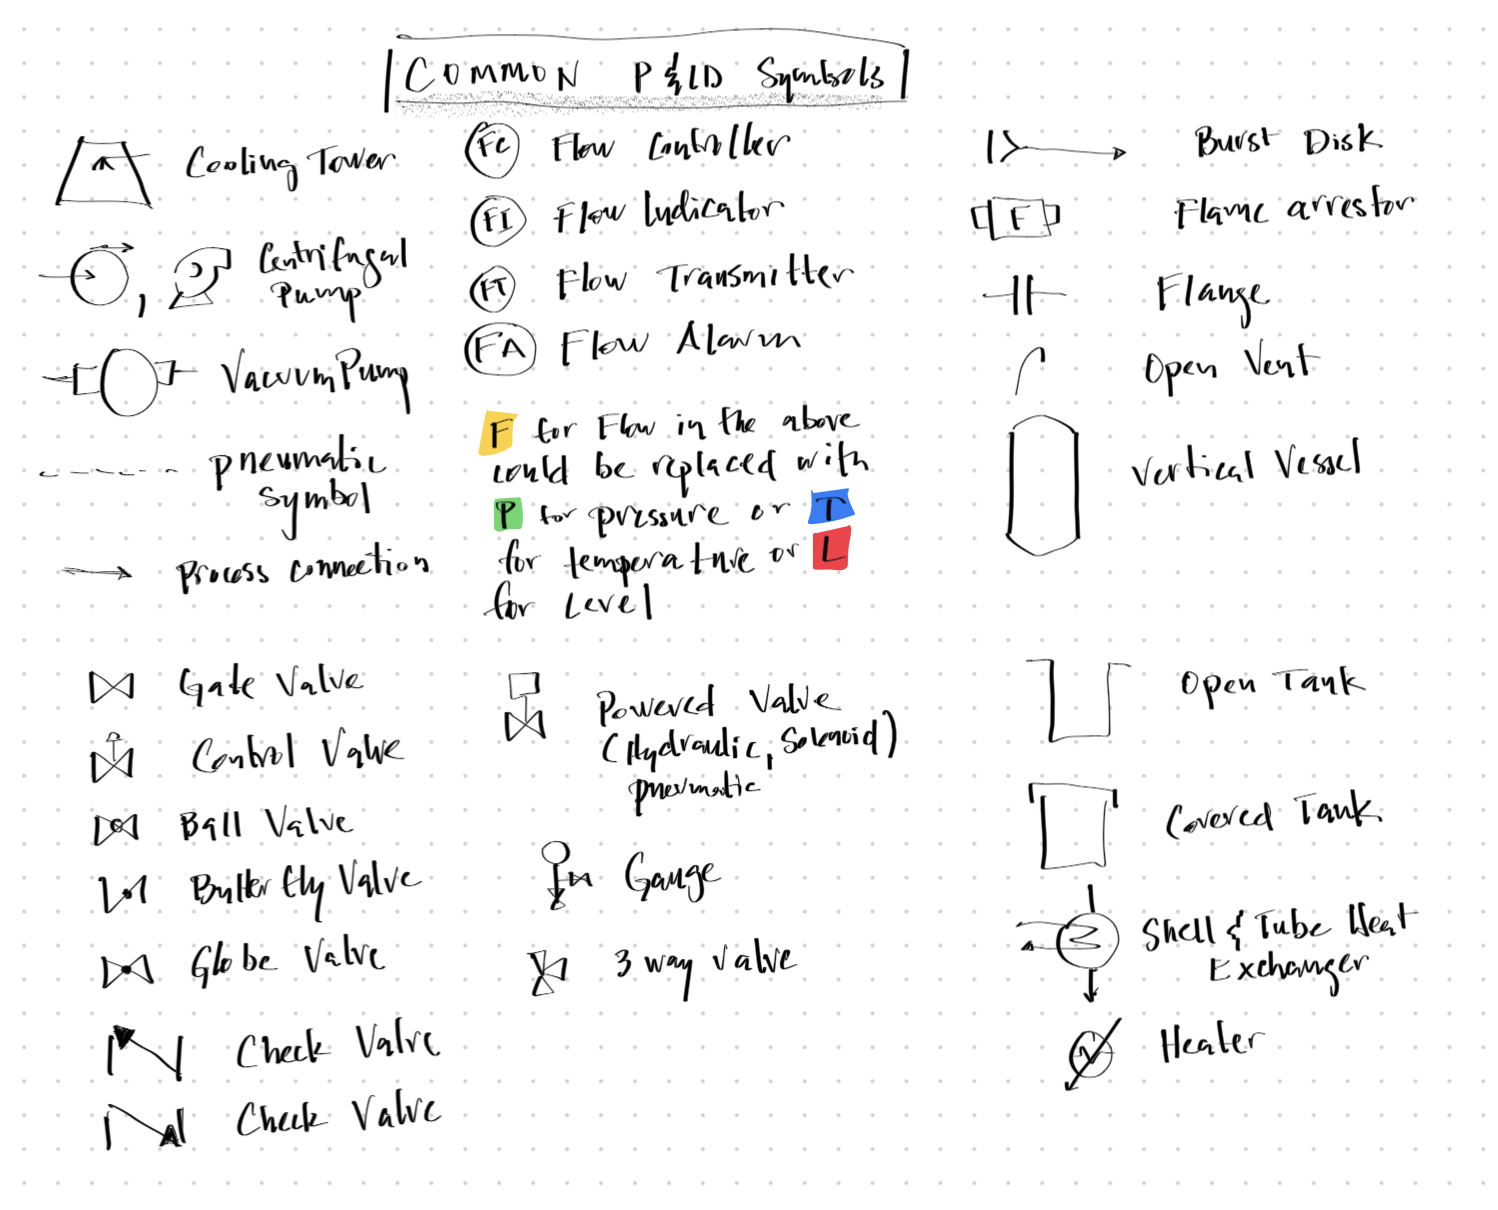 COMMON P&ID Symbols
Cooling Tower
Centrifugal
Pump
,
Vacuum Pump
pneumatic
symbol
Process connection
FC Flow Controller
FI Flow Indicator
FT Flow Transmitter
FA Flow Alarm
F for Flow in the above
could be replaced with
P for pressure or T
for temperature or L
for Level
Burst Disk
F Flame arrestor
Flange
Open Vent
Vertical Vessel
Gate Valve
Control Valve
Ball Valve
Butterfly Valve
Globe Valve
Check Valve
Check Valve
Powered Valve
(Hydraulic, Solenoid)
pneumatic
Gauge
3 way valve
Open Tank
Covered Tank
Shell & Tube Heat
Exchanger
Heater